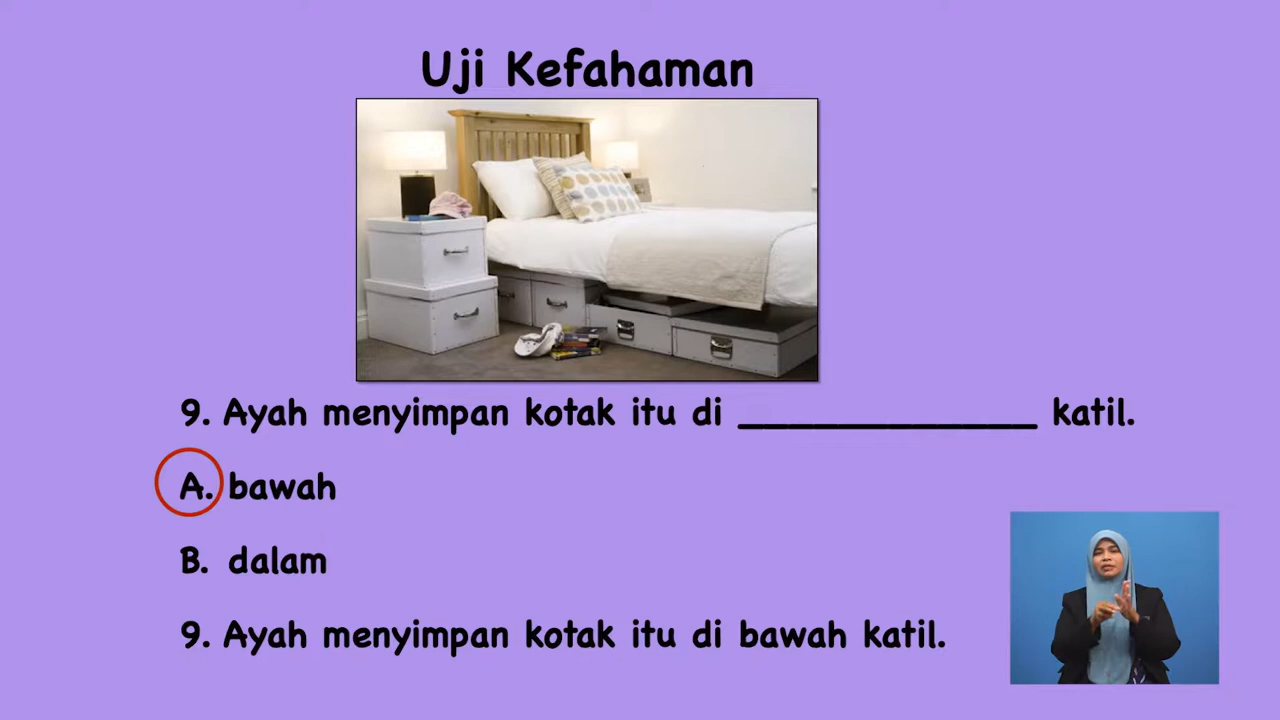 Uji Kefahaman
9. Ayah menyimpan kotak itu di ______________ katil.
A. bawah
B. dalam
9. Ayah menyimpan kotak itu di bawah katil.